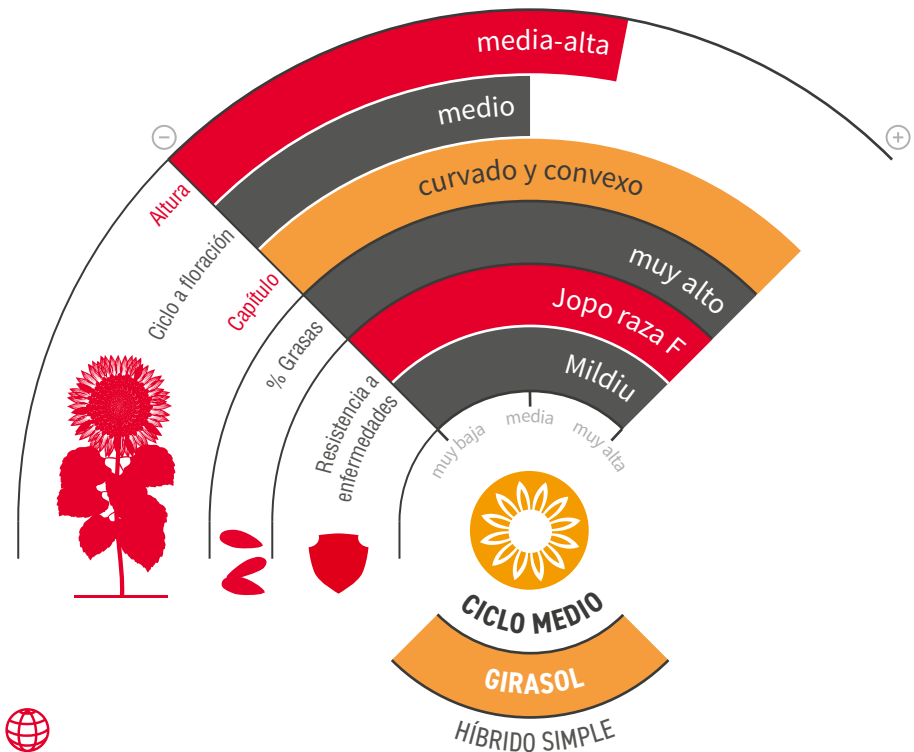 media-alta
medio
curvado y convexo
muy alto
Jopo raza F
Mildiu
−
+
Altura
Ciclo a floración
Capítulo
% Grasas
Resistencia a
enfermedades
muy baja
media
muy alta
CICLO MEDIO
GIRASOL
HÍBRIDO SIMPLE